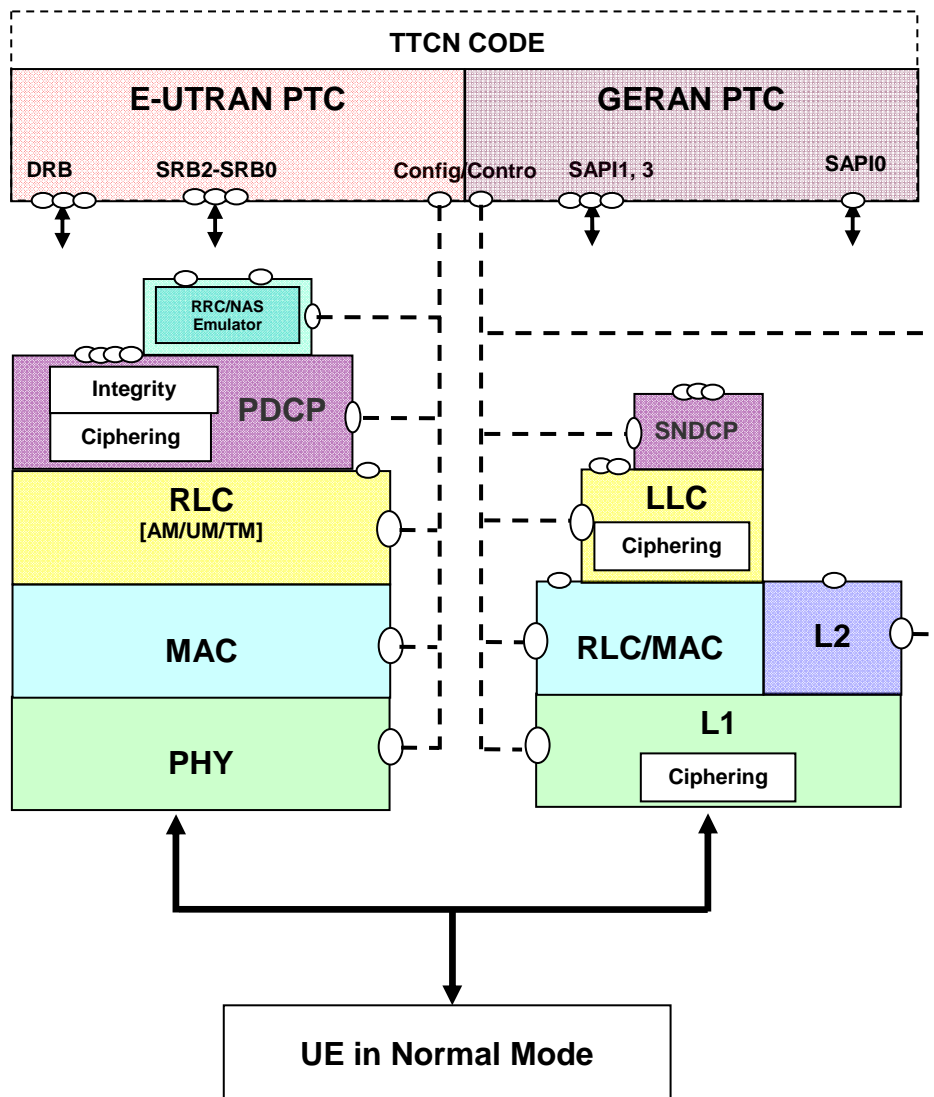 TTCN CODE
E-UTRAN PTC
GERAN PTC
DRB
SRB2-SRB0
Config/Contro
SAPI1, 3
SAPI0
RRC/NAS
Emulator
Integrity
Ciphering
PDCP
SNDCP
RLC
[AM/UM/TM]
LLC
Ciphering
MAC
RLC/MAC
L2
PHY
L1
Ciphering
UE in Normal Mode